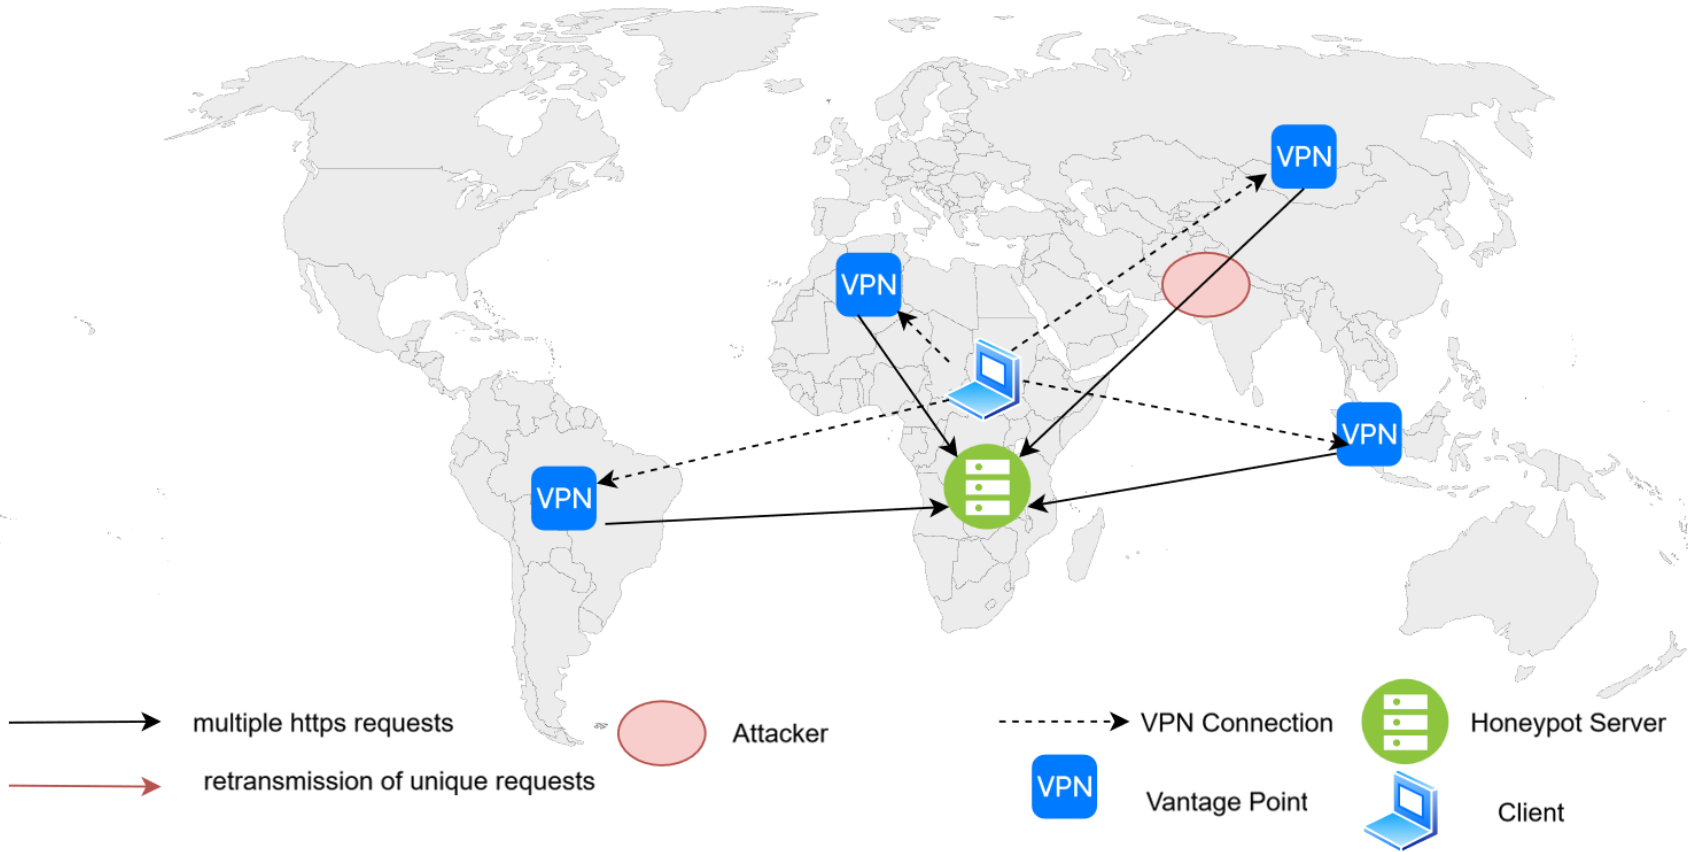 VPN
VPN
VPN
VPN
multiple https requests
Attacker
VPN Connection
Honeypot Server
retransmission of unique requests
VPN
Vantage Point
Client